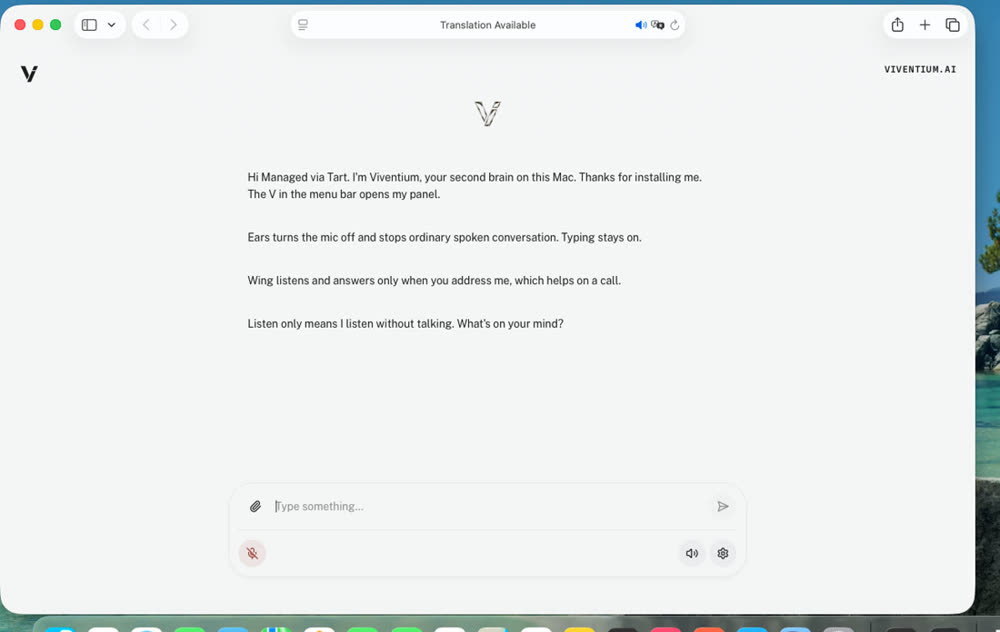 Translation Available
VIVENTIUM.AI
Hi Managed via Tart. I'm Viventium, your second brain on this Mac. Thanks for installing me.
The V in the menu bar opens my panel.
Ears turns the mic off and stops ordinary spoken conversation. Typing stays on.
Wing listens and answers only when you address me, which helps on a call.
Listen only means I listen without talking. What's on your mind?
Type something...